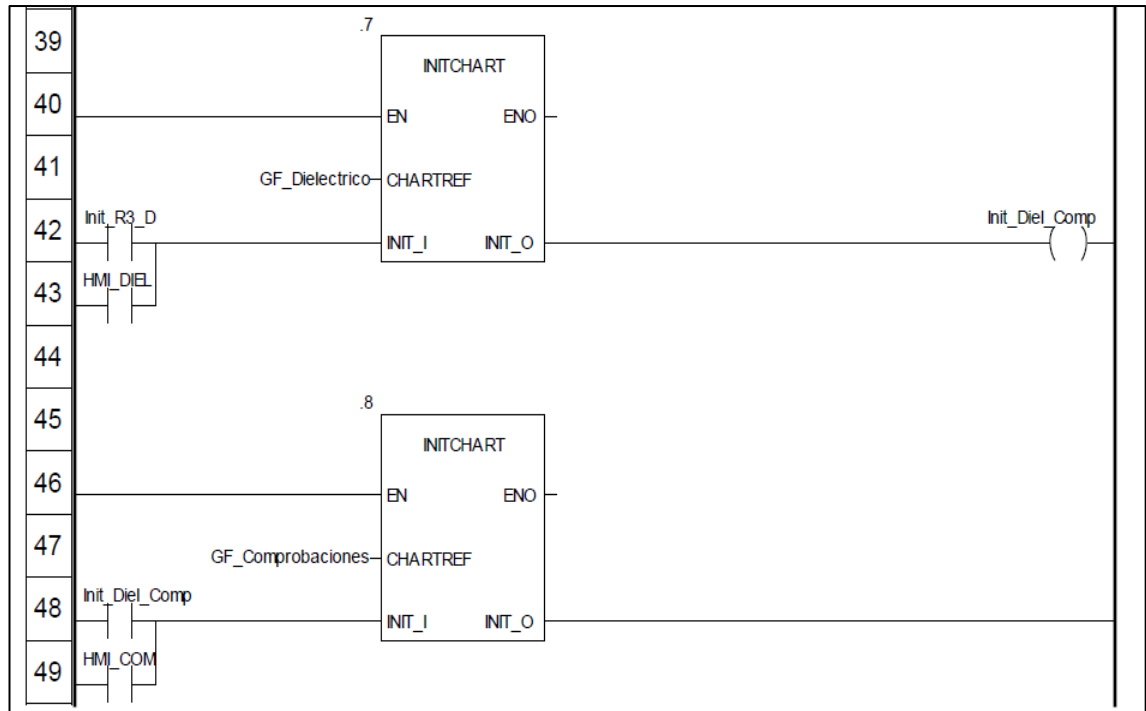 39
.7
INITCHART
40
EN ENO
41
GF_Dielectrico CHARTREF
Init_R3_D Init_Diel_Comp
42
INIT_I INIT_O
HMI_DIEL
43
44
45
.8
INITCHART
46
EN ENO
47
GF_Comprobaciones CHARTREF
Init_Diel_Comp
48
INIT_I INIT_O
HMI_COM
49